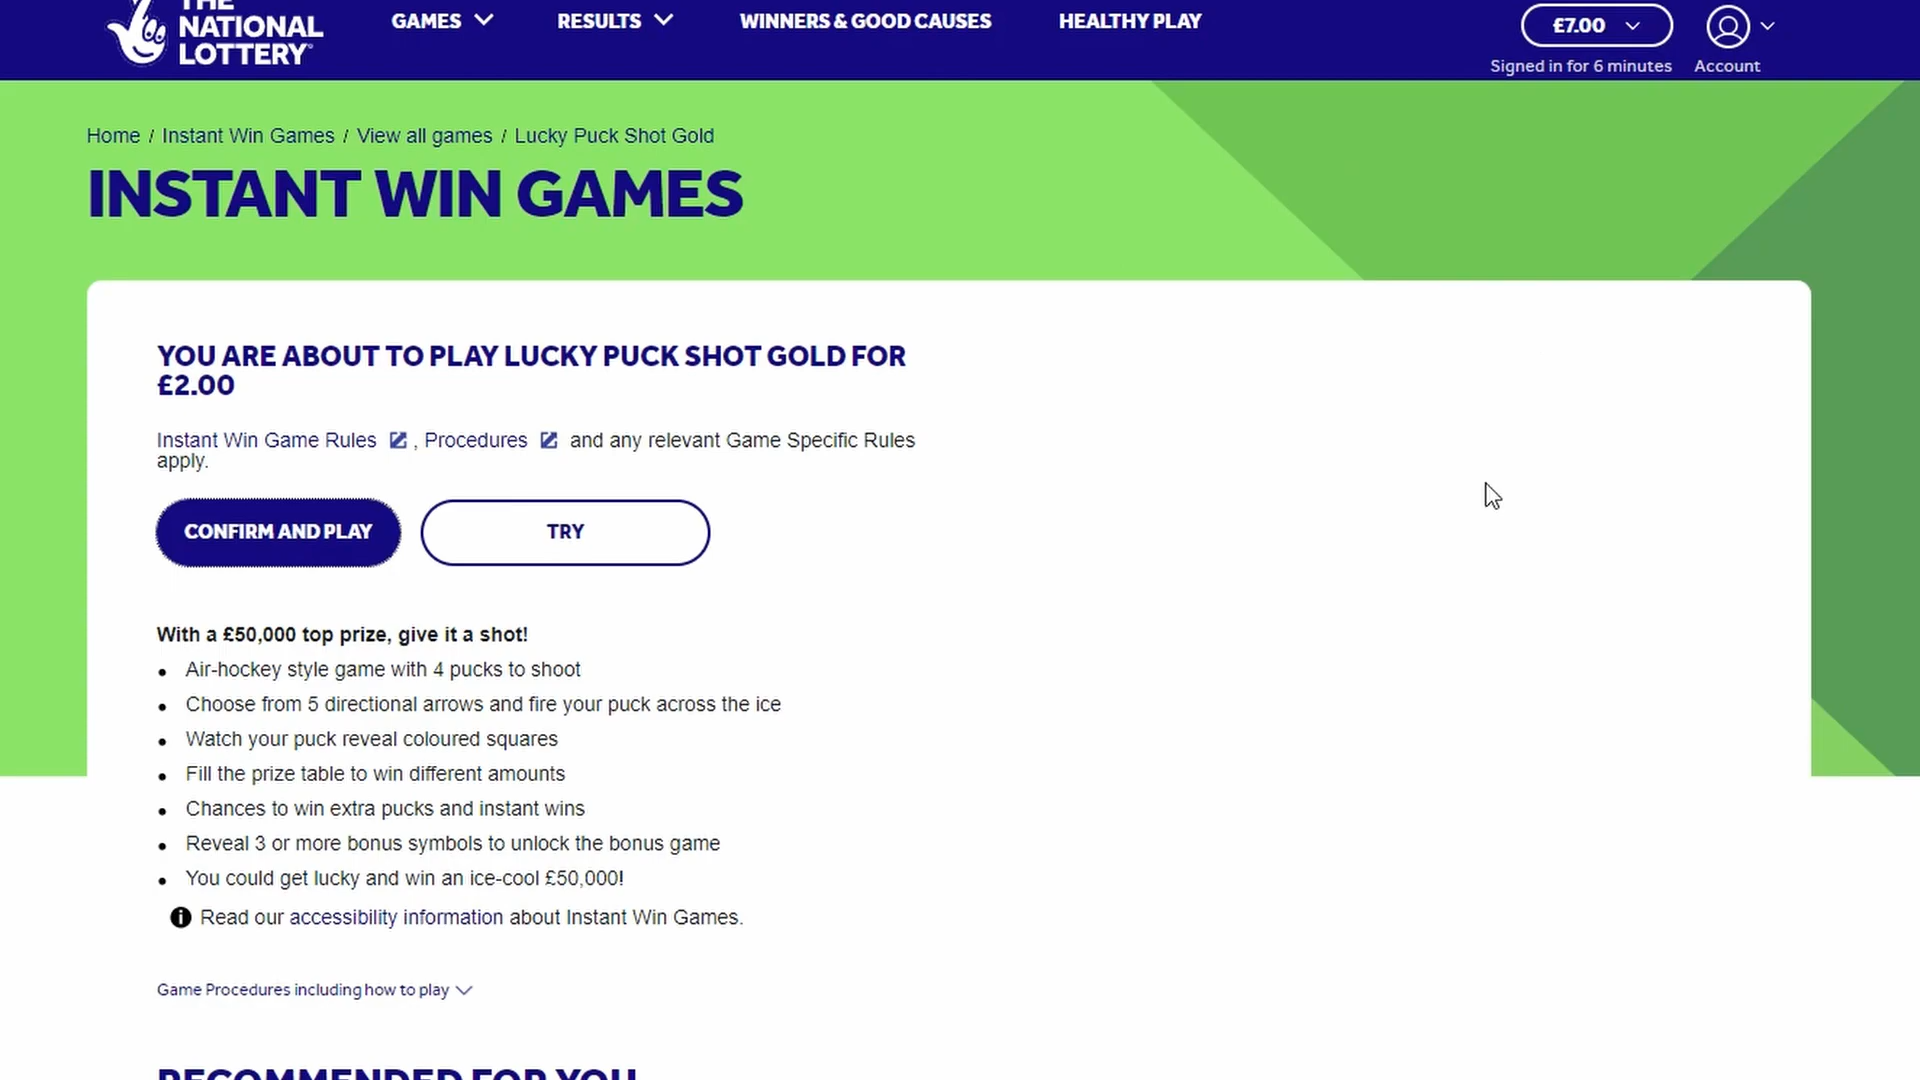 THE
NATIONAL
LOTTERY
GAMES
RESULTS
WINNERS & GOOD CAUSES
HEALTHY PLAY
£7.00
Signed in for 6 minutes
Account
Home / Instant Win Games / View all games / Lucky Puck Shot Gold
INSTANT WIN GAMES
YOU ARE ABOUT TO PLAY LUCKY PUCK SHOT GOLD FOR
£2.00
Instant Win Game Rules , Procedures and any relevant Game Specific Rules
apply.
CONFIRM AND PLAY
TRY
With a £50,000 top prize, give it a shot!
• Air-hockey style game with 4 pucks to shoot
• Choose from 5 directional arrows and fire your puck across the ice
• Watch your puck reveal coloured squares
• Fill the prize table to win different amounts
• Chances to win extra pucks and instant wins
• Reveal 3 or more bonus symbols to unlock the bonus game
• You could get lucky and win an ice-cool £50,000!
Read our accessibility information about Instant Win Games.
Game Procedures including how to play
RECOMMENDED FOR YOU